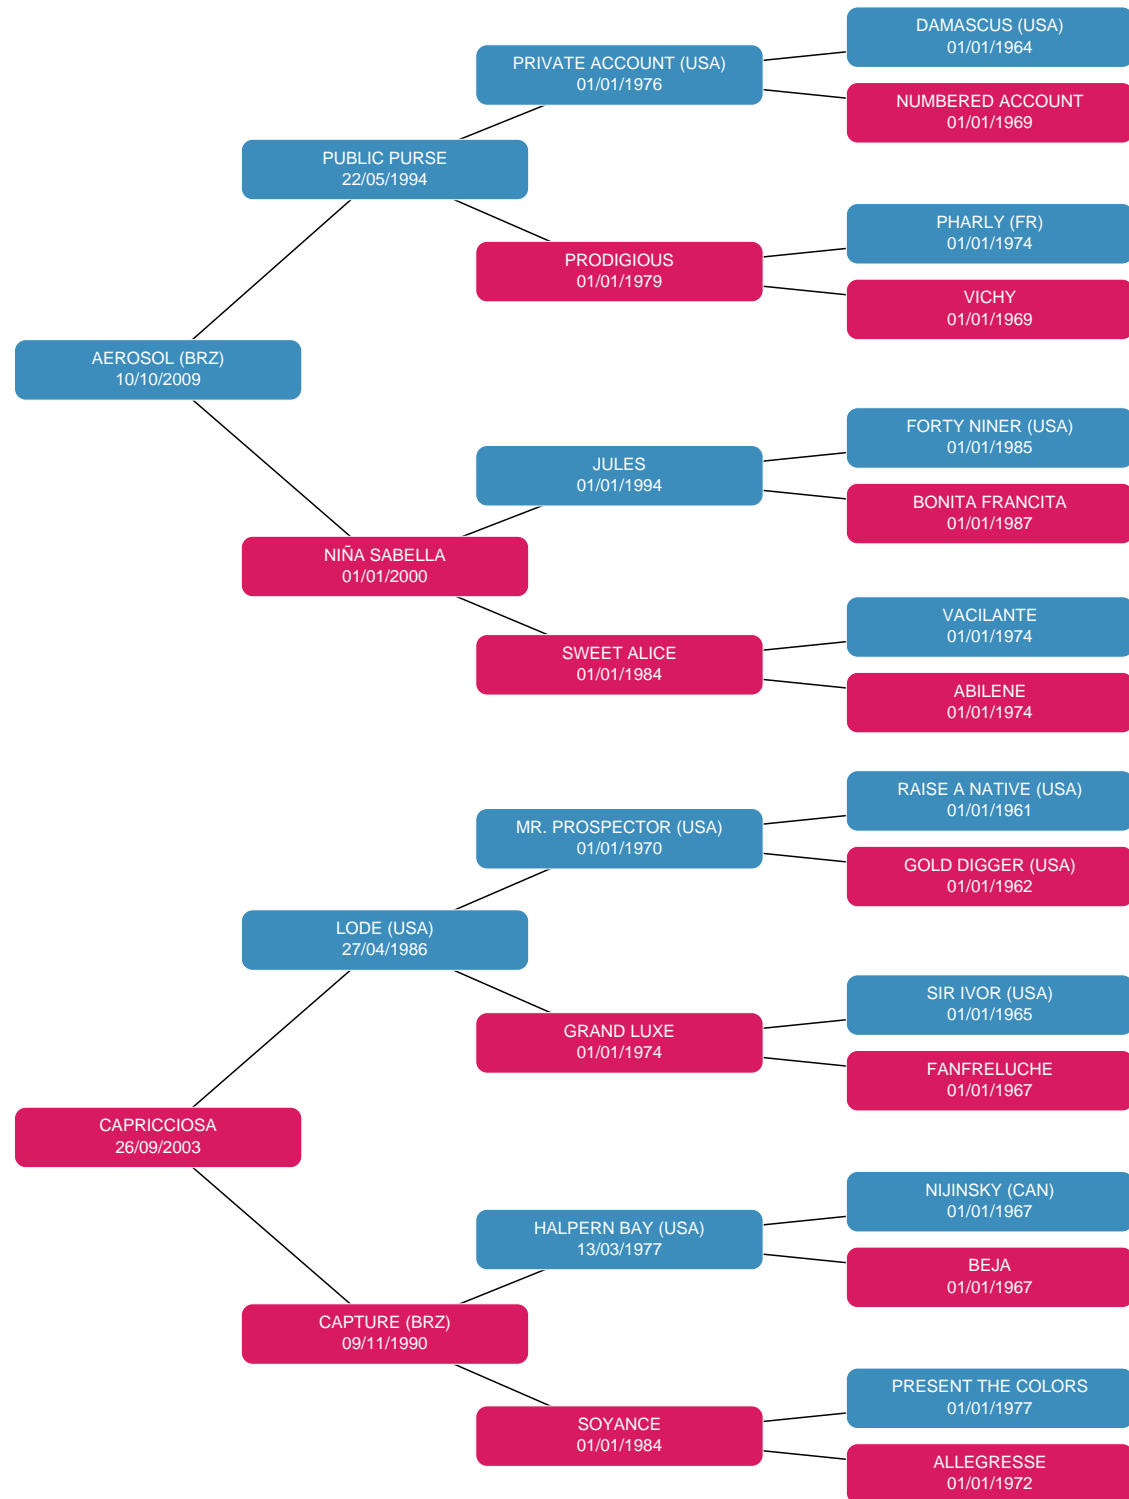 DAMASCUS (USA)
01/01/1964
PRIVATE ACCOUNT (USA)
01/01/1976
NUMBERED ACCOUNT
01/01/1969
PUBLIC PURSE
22/05/1994
PHARLY (FR)
01/01/1974
PRODIGIOUS
01/01/1979
VICHY
01/01/1969
AEROSOL (BRZ)
10/10/2009
FORTY NINER (USA)
01/01/1985
JULES
01/01/1994
BONITA FRANCITA
01/01/1987
NIÑA SABELLA
01/01/2000
VACILANTE
01/01/1974
SWEET ALICE
01/01/1984
ABILENE
01/01/1974
RAISE A NATIVE (USA)
01/01/1961
MR. PROSPECTOR (USA)
01/01/1970
GOLD DIGGER (USA)
01/01/1962
LODE (USA)
27/04/1986
SIR IVOR (USA)
01/01/1965
GRAND LUXE
01/01/1974
FANFRELUCHE
01/01/1967
CAPRICCIOSA
26/09/2003
NIJINSKY (CAN)
01/01/1967
HALPERN BAY (USA)
13/03/1977
BEJA
01/01/1967
CAPTURE (BRZ)
09/11/1990
PRESENT THE COLORS
01/01/1977
SOYANCE
01/01/1984
ALLEGRESSE
01/01/1972